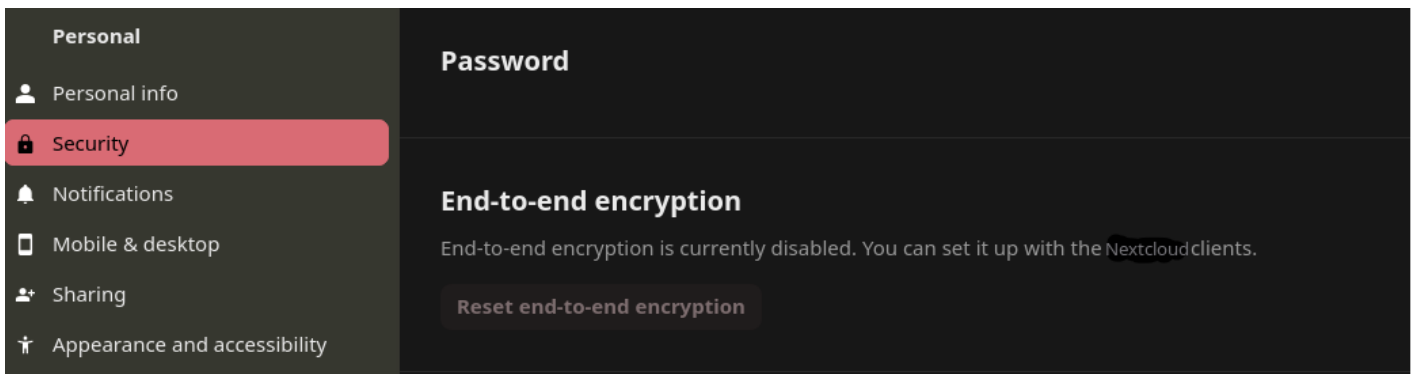 Personal
Personal info
Security
Notifications
Mobile & desktop
Sharing
Appearance and accessibility
Password
End-to-end encryption
End-to-end encryption is currently disabled. You can set it up with the Nextcloud clients.
Reset end-to-end encryption